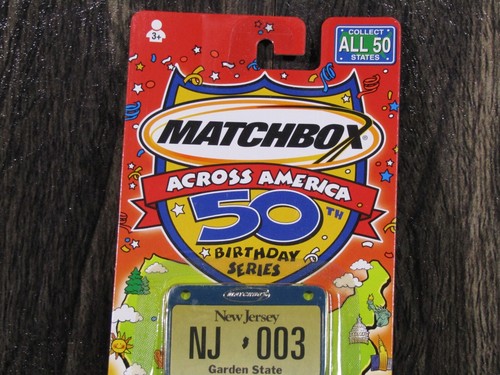 3+
COLLECT
ALL 50
STATES
MATCHBOX®
ACROSS AMERICA
50TH
BIRTHDAY
SERIES
MATCHBOX
New Jersey
NJ 003
Garden State